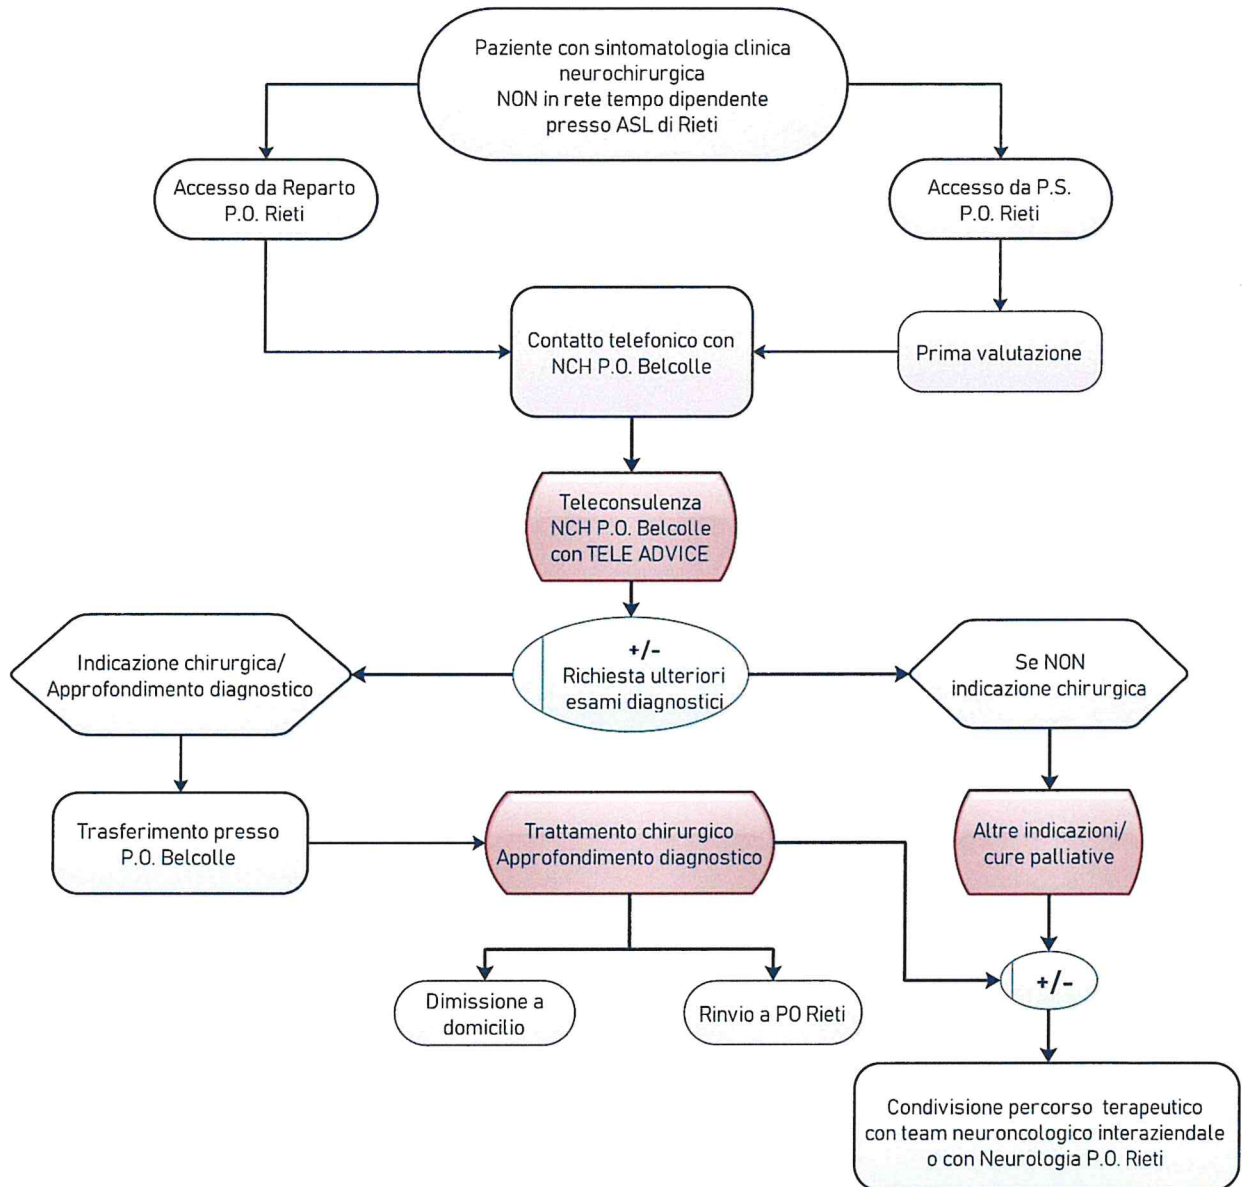 Paziente con sintomatologia clinica
neurochirurgica
NON in rete tempo dipendente
presso ASL di Rieti
Accesso da Reparto
P.O. Rieti
Accesso da P.S.
P.O. Rieti
Contatto telefonico con
NCH P.O. Belcolle
Prima valutazione
Teleconsulenza
NCH P.O. Belcolle
con TELE ADVICE
Indicazione chirurgica/
Approfondimento diagnostico
+/-
Richiesta ulteriori
esami diagnostici
Se NON
indicazione chirurgica
Trasferimento presso
P.O. Belcolle
Trattamento chirurgico
Approfondimento diagnostico
Altre indicazioni/
cure palliative
Dimissione a
domicilio
Rinvio a PO Rieti
+/-
Condivisione percorso terapeutico
con team neuroncologico interaziendale
o con Neurologia P.O. Rieti